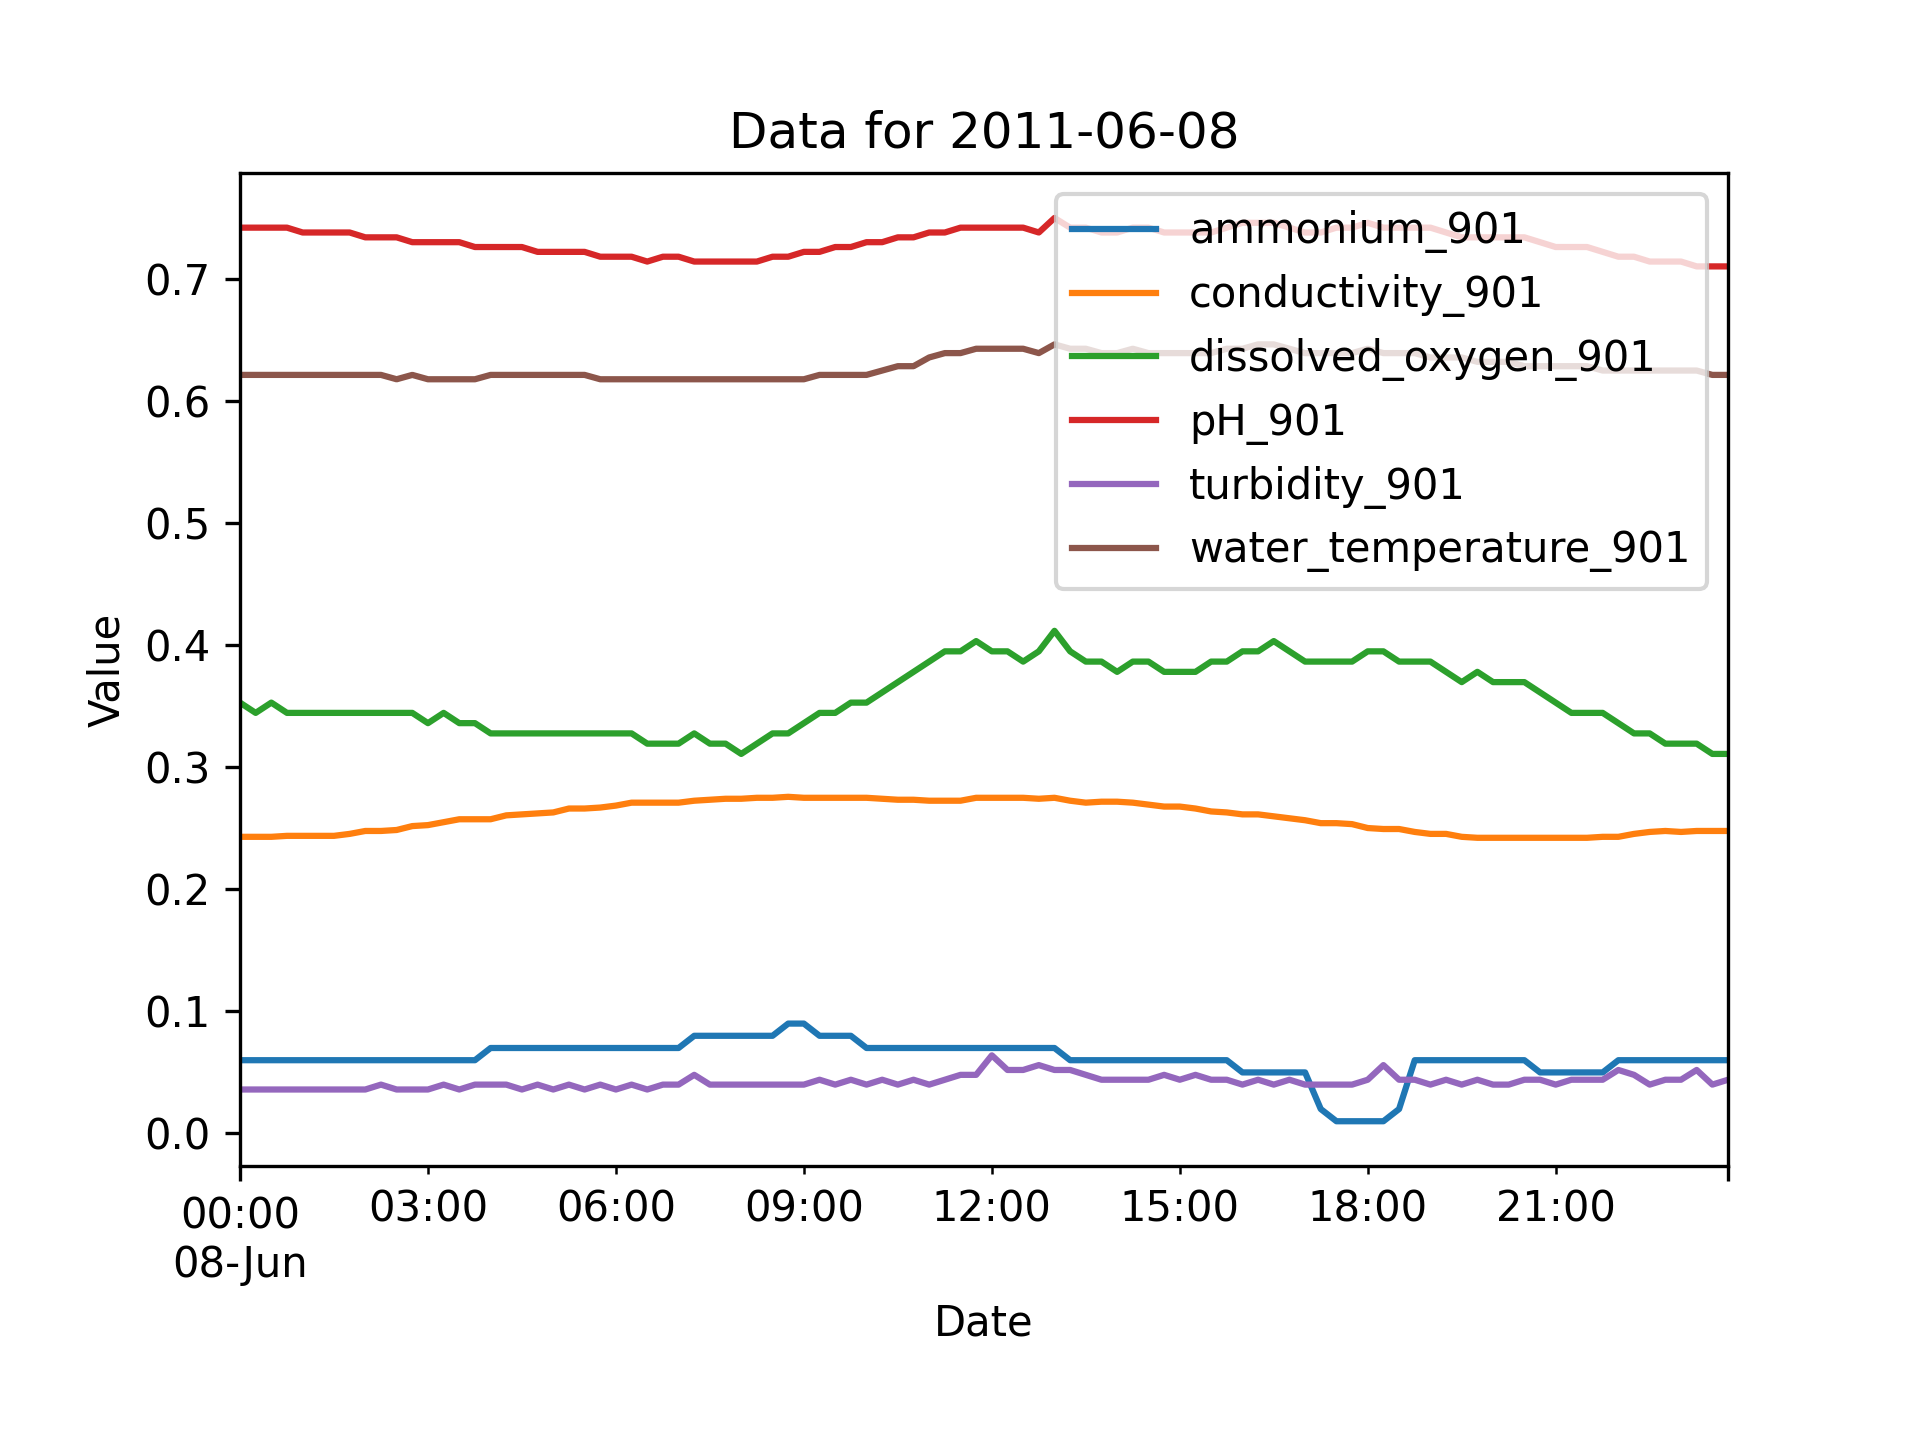 Data for 2011-06-08
ammonium_901
conductivity_901
dissolved_oxygen_901
pH_901
turbidity_901
water_temperature_901
Value
0.7
0.6
0.5
0.4
0.3
0.2
0.1
0.0
00:00 03:00 06:00 09:00 12:00 15:00 18:00 21:00
08-Jun
Date